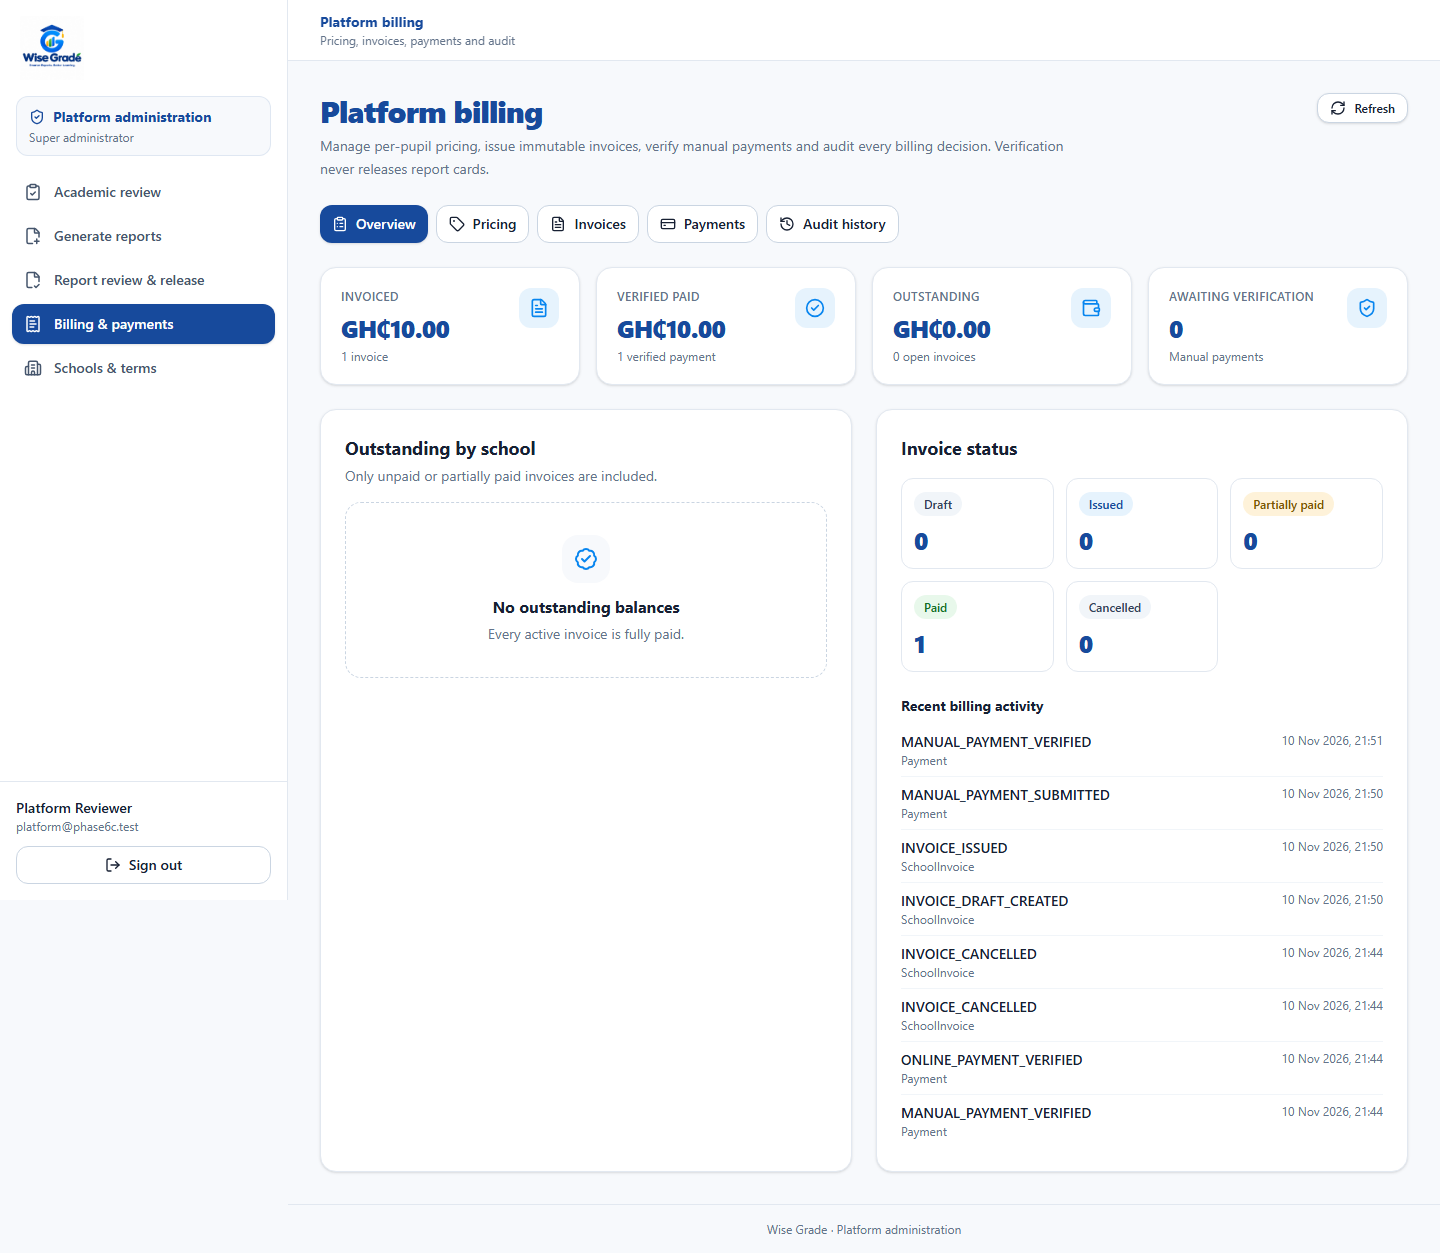 Wise Gradé
Platform administration
Super administrator
Academic review
Generate reports
Report review & release
Billing & payments
Schools & terms
Platform Reviewer
platform@phase6c.test
Sign out
Platform billing
Pricing, invoices, payments and audit
Platform billing
Manage per-pupil pricing, issue immutable invoices, verify manual payments and audit every billing decision. Verification
never releases report cards.
Refresh
Overview
Pricing
Invoices
Payments
Audit history
INVOICED
GH₵10.00
1 invoice
VERIFIED PAID
GH₵10.00
1 verified payment
OUTSTANDING
GH₵0.00
0 open invoices
AWAITING VERIFICATION
0
Manual payments
Outstanding by school
Only unpaid or partially paid invoices are included.
No outstanding balances
Every active invoice is fully paid.
Invoice status
Draft
0
Issued
0
Partially paid
0
Paid
1
Cancelled
0
Recent billing activity
MANUAL_PAYMENT_VERIFIED 10 Nov 2026, 21:51
Payment
MANUAL_PAYMENT_SUBMITTED 10 Nov 2026, 21:50
Payment
INVOICE_ISSUED 10 Nov 2026, 21:50
SchoolInvoice
INVOICE_DRAFT_CREATED 10 Nov 2026, 21:50
SchoolInvoice
INVOICE_CANCELLED 10 Nov 2026, 21:44
SchoolInvoice
INVOICE_CANCELLED 10 Nov 2026, 21:44
SchoolInvoice
ONLINE_PAYMENT_VERIFIED 10 Nov 2026, 21:44
Payment
MANUAL_PAYMENT_VERIFIED 10 Nov 2026, 21:44
Payment
Wise Grade · Platform administration